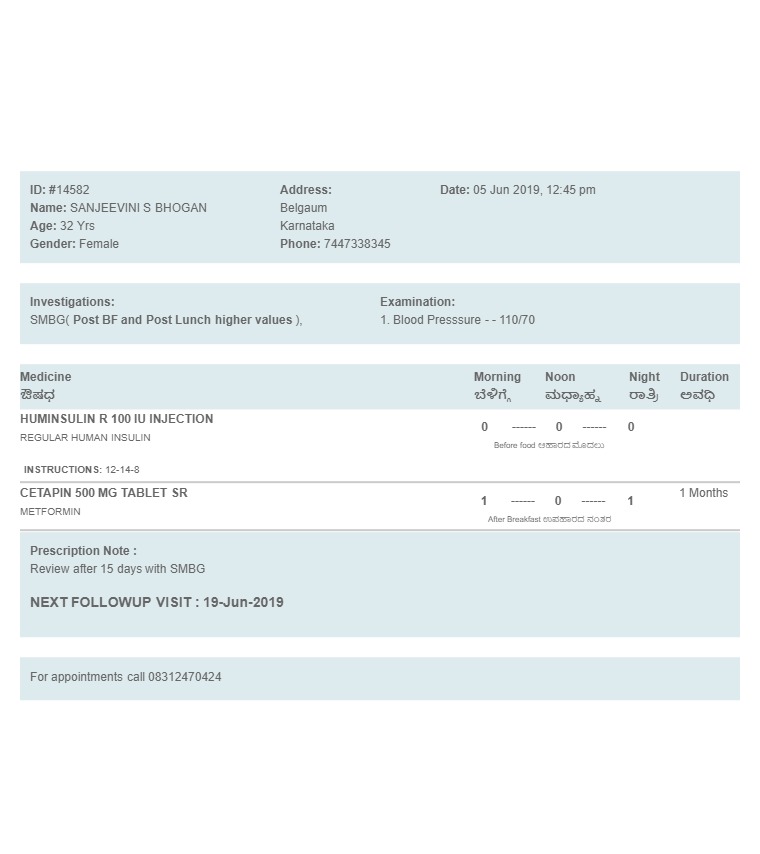 ID: #14582
Name: SANJEEVINI S BHOGAN
Age: 32 Yrs
Gender: Female
Address:
Belgaum
Karnataka
Phone: 7447338345
Date: 05 Jun 2019, 12:45 pm
Investigations:
SMBG( Post BF and Post Lunch higher values ),
Examination:
1. Blood Presssure - - 110/70
Medicine Morning Noon Night Duration
ಔಷಧ ಬೆಳಿಗ್ಗೆ ಮಧ್ಯಾಹ್ನ ರಾತ್ರಿ ಅವಧಿ
HUMINSULIN R 100 IU INJECTION
REGULAR HUMAN INSULIN
0 ------ 0 ------ 0
Before food ಆಹಾರದ ಮೊದಲು
INSTRUCTIONS: 12-14-8
CETAPIN 500 MG TABLET SR
METFORMIN
1 ------ 0 ------ 1 1 Months
After Breakfast ಉಪಹಾರದ ನಂತರ
Prescription Note :
Review after 15 days with SMBG
NEXT FOLLOWUP VISIT : 19-Jun-2019
For appointments call 08312470424